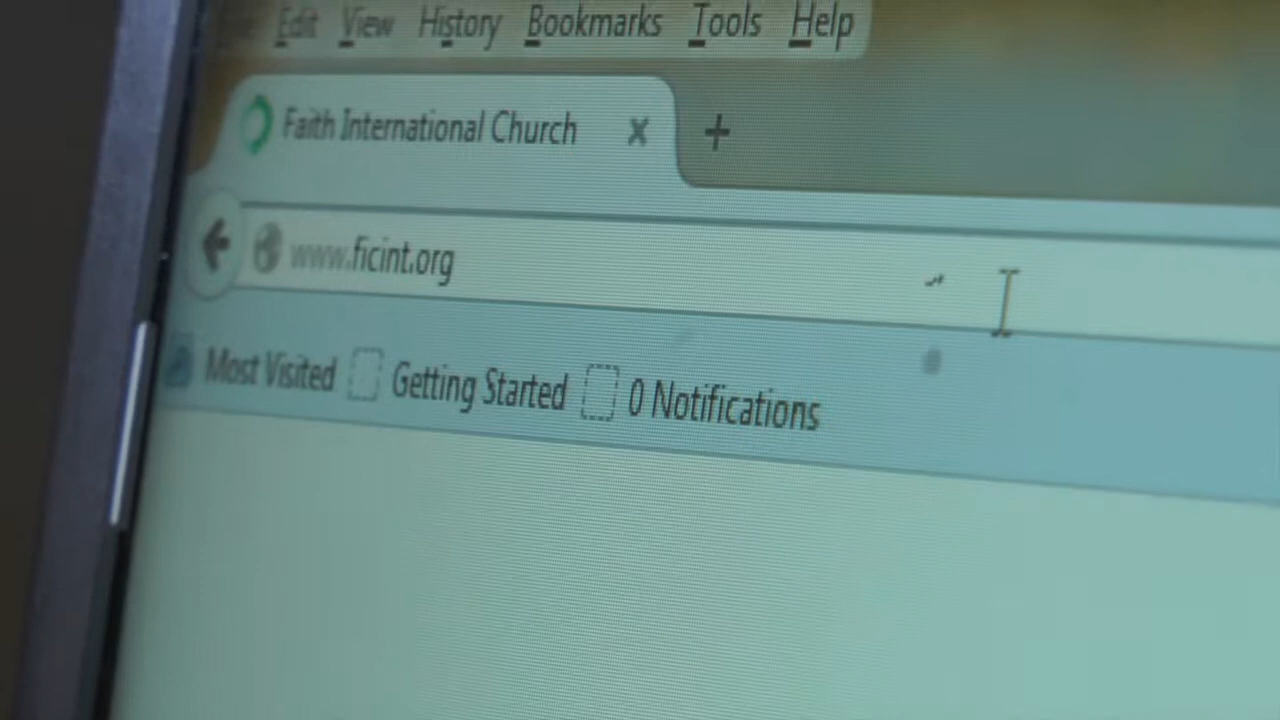 Edit View History Bookmarks Tools Help
Faith International Church x +
www.ficint.org
Most Visited Getting Started 0 Notifications